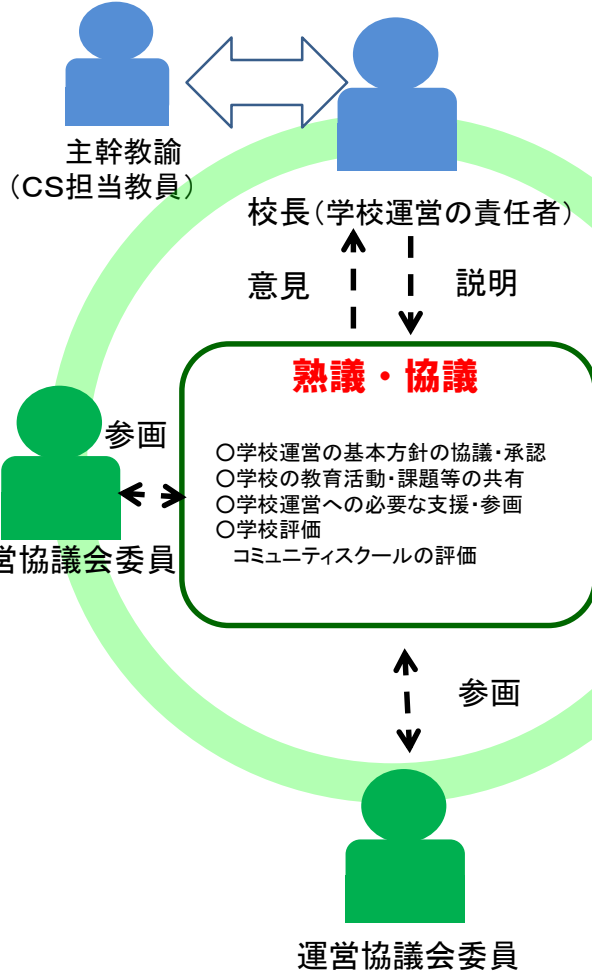 主幹教諭
（ＣＳ担当教員）
校長（学校運営の責任者）
意見
説明
熟議・協議
参画
〇学校運営の基本方針の協議・承認
〇学校の教育活動・課題等の共有
〇学校運営への必要な支援・参画
〇学校評価
コミュニティスクールの評価
営協議会委員
参画
運営協議会委員